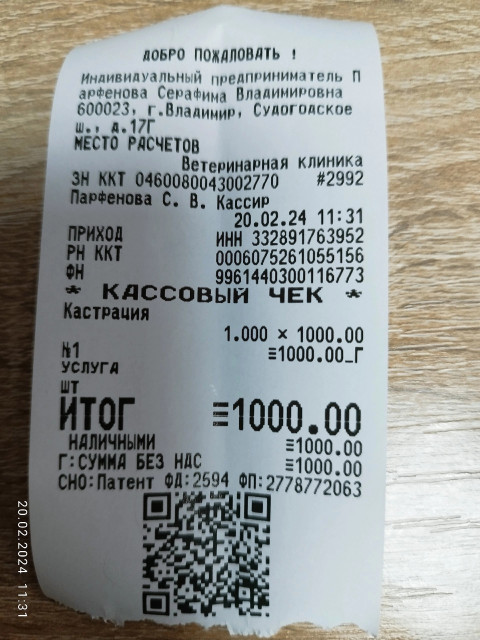 ДОБРО ПОЖАЛОВАТЬ !
Индивидуальный предприниматель П
арфенова Серафима Владимировна
600023, г.Владимир, Судогодское
ш., д.17Г
МЕСТО РАСЧЕТОВ
Ветеринарная клиника
ЗН ККТ 0460080043002770 #2992
Парфенова С. В. Кассир
20.02.24 11:31
ПРИХОД ИНН 332891763952
РН ККТ 0006075261055156
ФН 9961440300116773
* КАССОВЫЙ ЧЕК *
Кастрация
1.000 × 1000.00
№1 ≡1000.00_Г
УСЛУГА
ШТ
ИТОГ ≡1000.00
НАЛИЧНЫМИ ≡1000.00
Г:СУММА БЕЗ НДС ≡1000.00
СНО:Патент ФД:2594 ФП:2778772063
20.02.2024 11:31